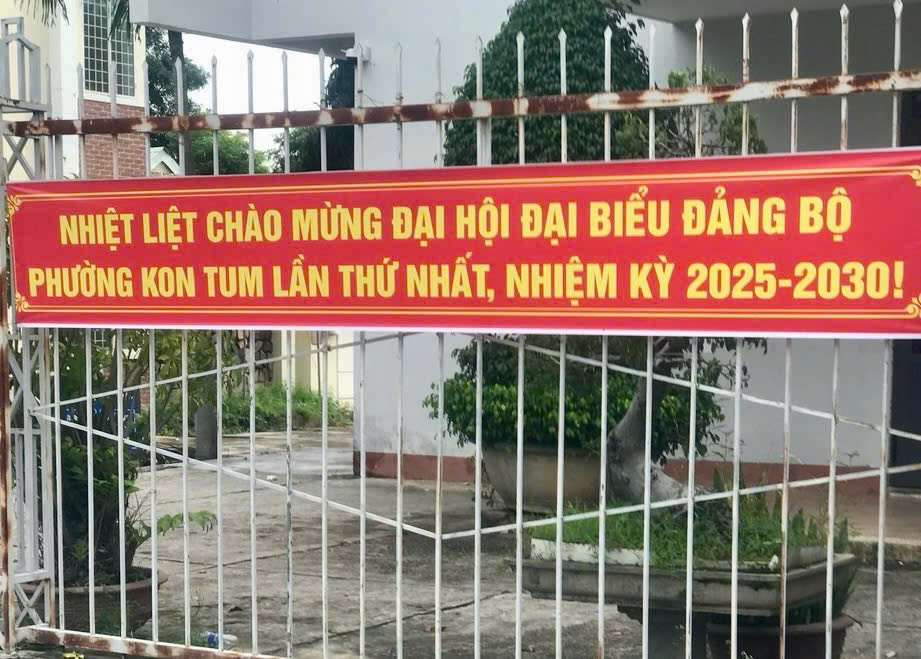 NHIỆT LIỆT CHÀO MỪNG ĐẠI HỘI ĐẠI BIỂU ĐẢNG BỘ
PHƯỜNG KON TUM LẦN THỨ NHẤT, NHIỆM KỲ 2025-2030!